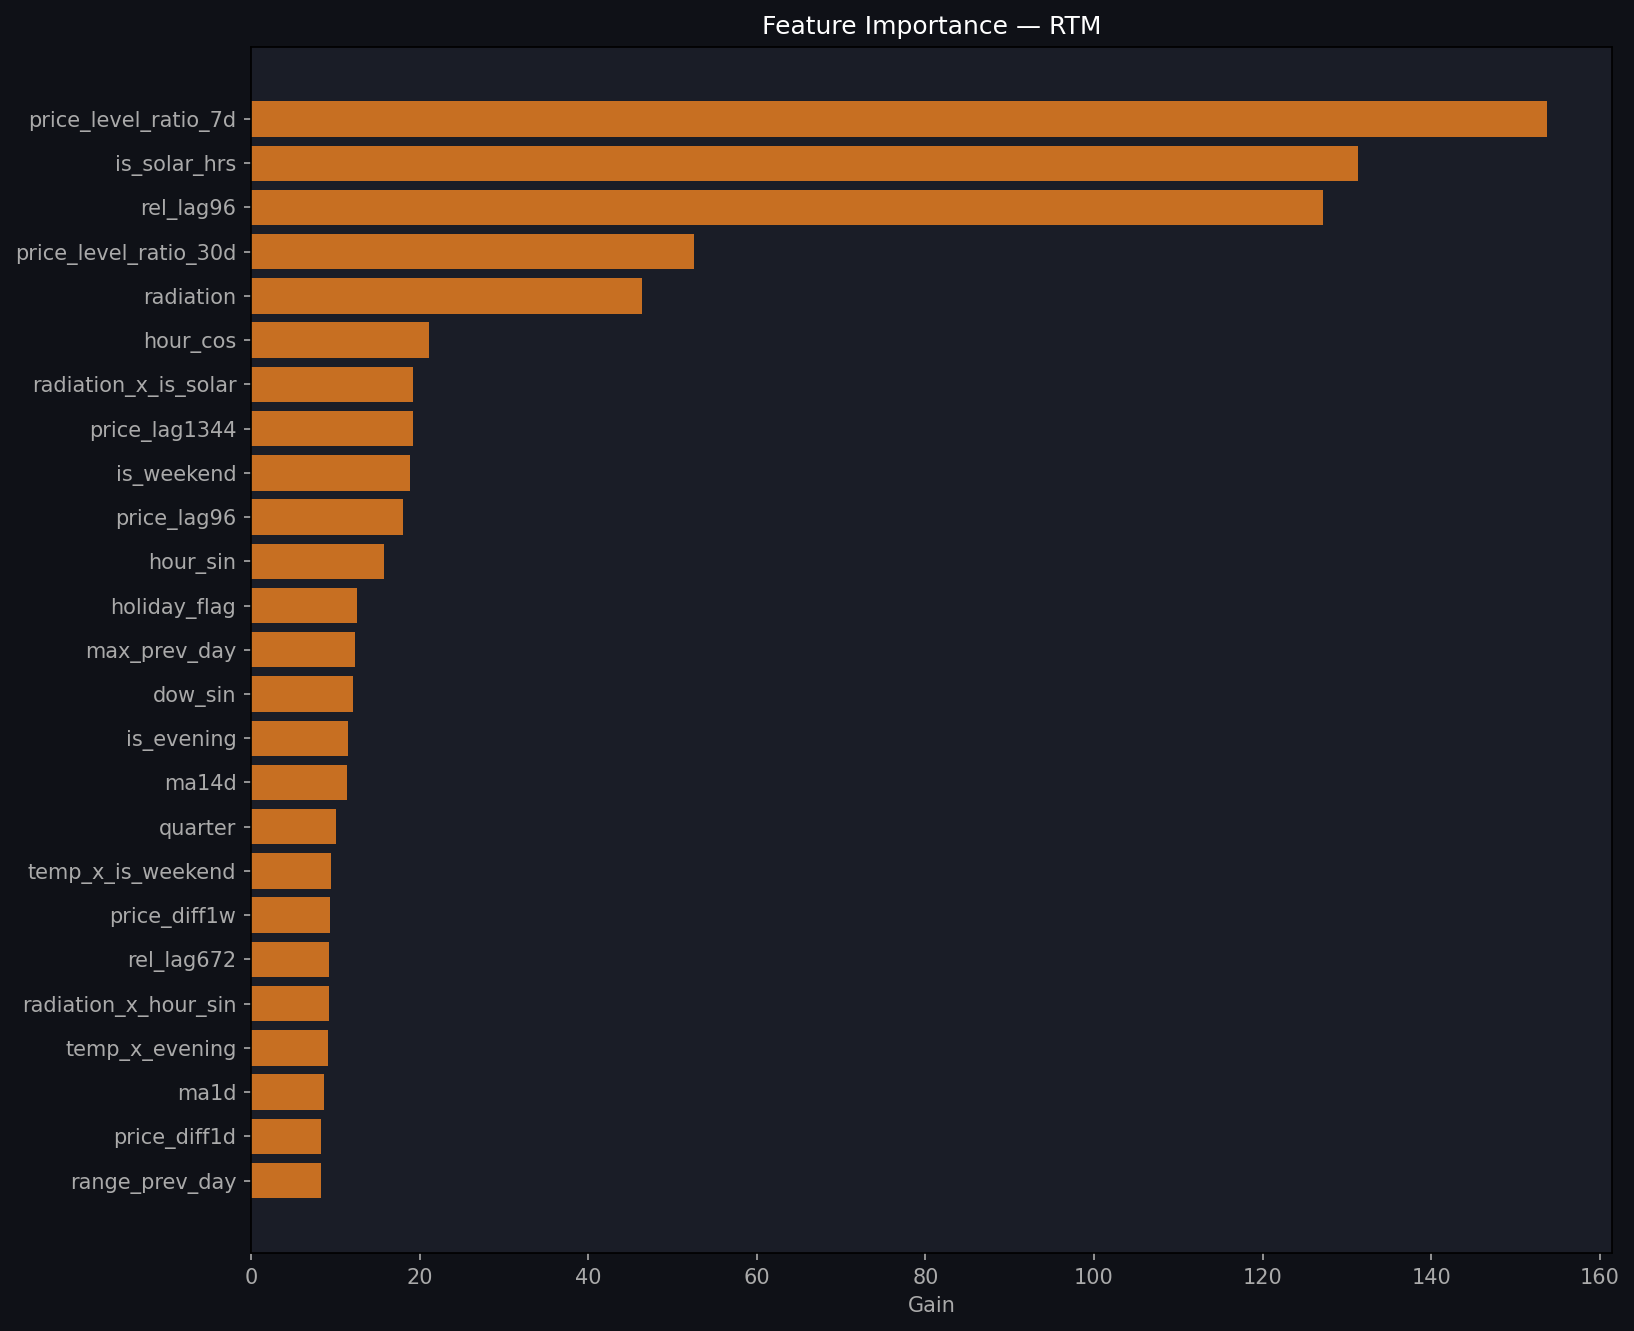 Feature Importance — RTM
price_level_ratio_7d
is_solar_hrs
rel_lag96
price_level_ratio_30d
radiation
hour_cos
radiation_x_is_solar
price_lag1344
is_weekend
price_lag96
hour_sin
holiday_flag
max_prev_day
dow_sin
is_evening
ma14d
quarter
temp_x_is_weekend
price_diff1w
rel_lag672
radiation_x_hour_sin
temp_x_evening
ma1d
price_diff1d
range_prev_day
0 20 40 60 80 100 120 140 160
Gain